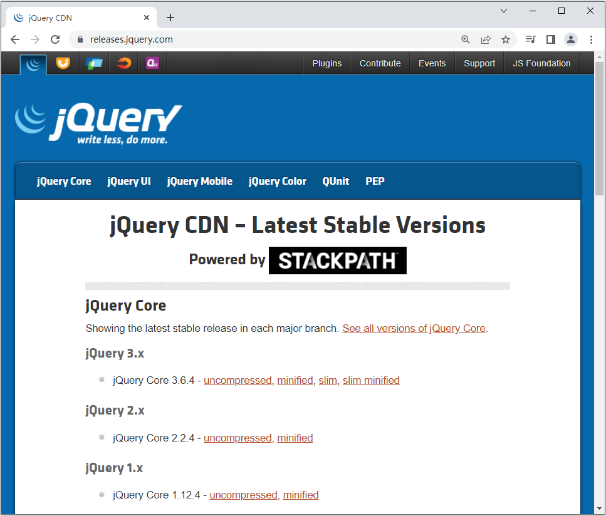 jQuery CDN
releases.jquery.com
Plugins Contribute Events Support JS Foundation
jQuery
write less, do more.
jQuery Core jQuery UI jQuery Mobile jQuery Color QUnit PEP
jQuery CDN – Latest Stable Versions
Powered by STACKPATH
jQuery Core
Showing the latest stable release in each major branch. See all versions of jQuery Core.
jQuery 3.x
jQuery Core 3.6.4 - uncompressed, minified, slim, slim minified
jQuery 2.x
jQuery Core 2.2.4 - uncompressed, minified
jQuery 1.x
jQuery Core 1.12.4 - uncompressed, minified